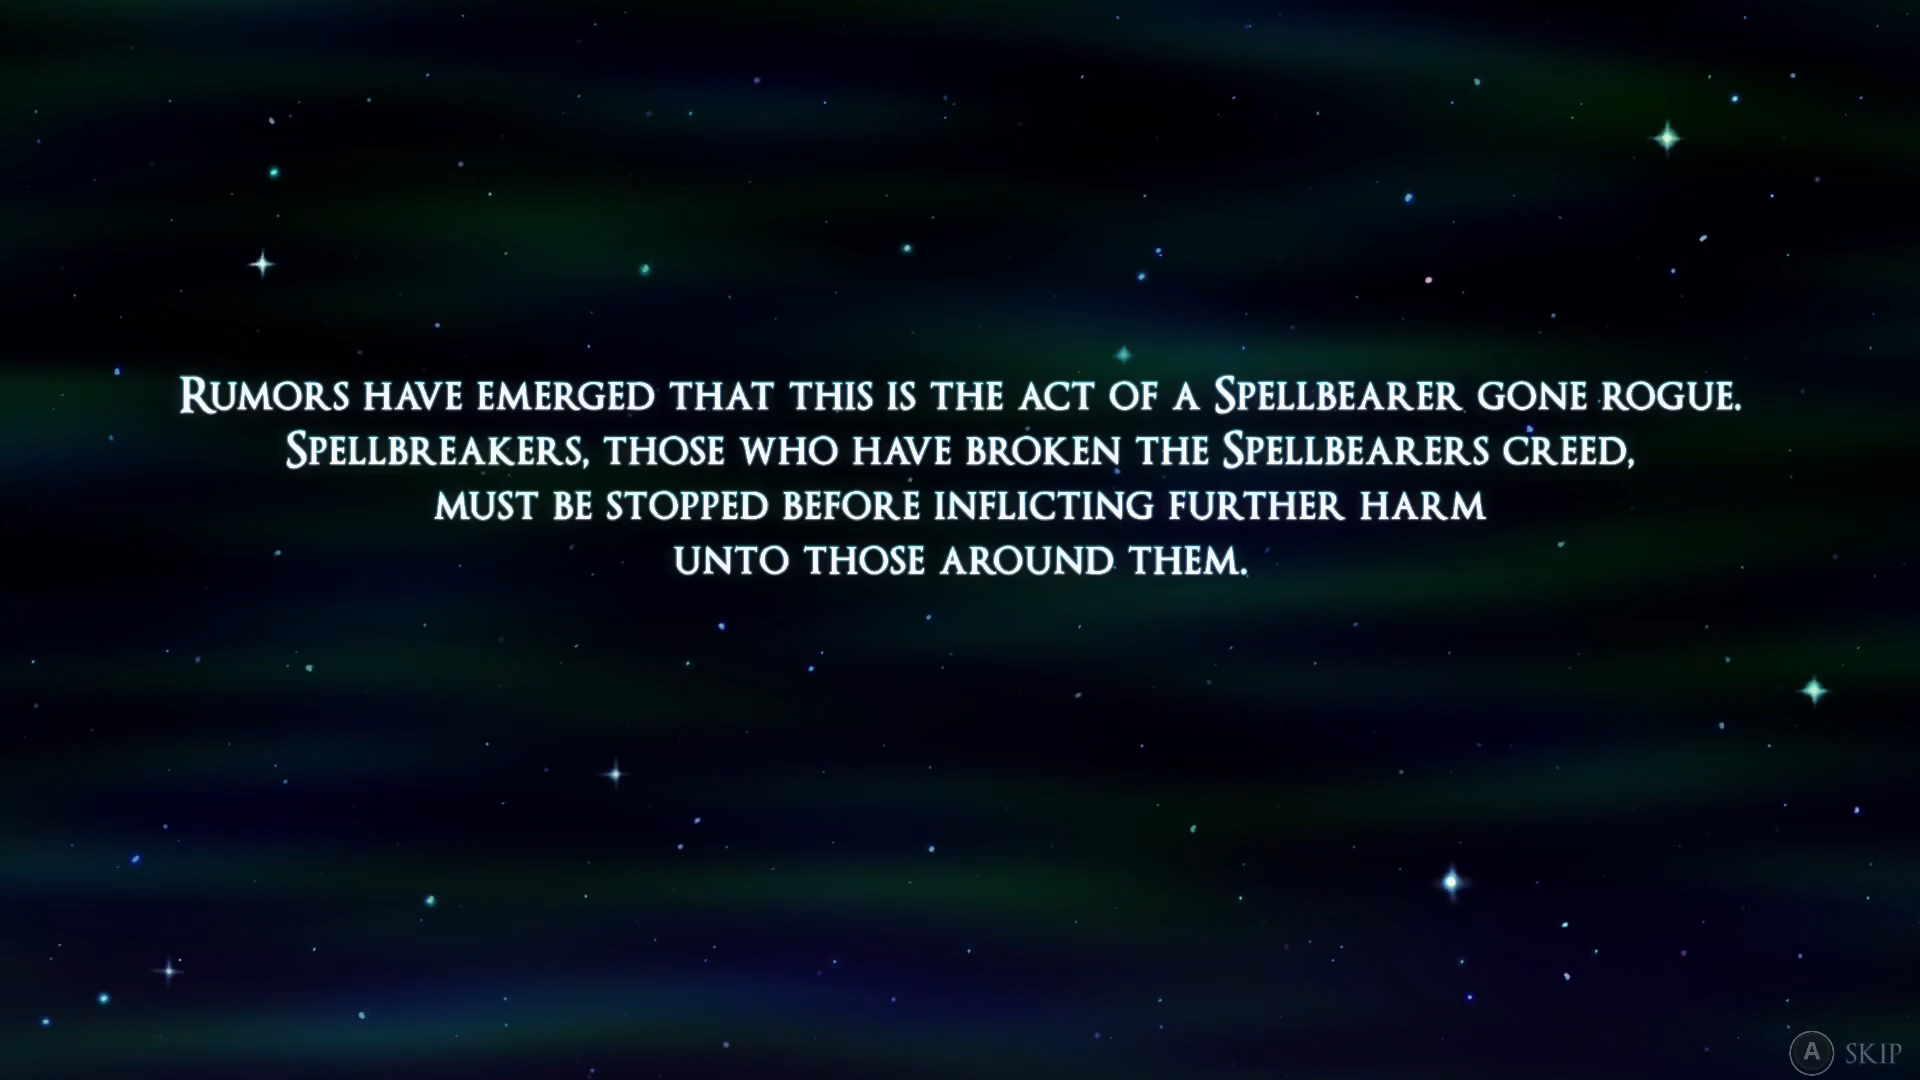 Rumors have emerged that this is the act of a Spellbearer gone rogue.
Spellbreakers, those who have broken the Spellbearers creed,
must be stopped before inflicting further harm
unto those around them.
A SKIP